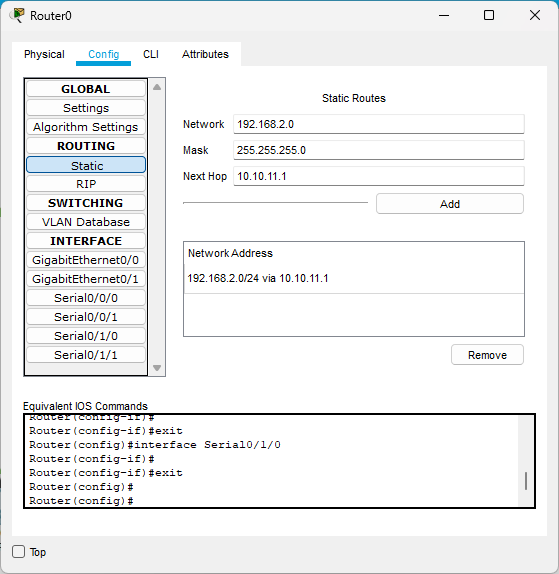 Router0
Physical Config CLI Attributes
GLOBAL
Settings
Algorithm Settings
ROUTING
Static
RIP
SWITCHING
VLAN Database
INTERFACE
GigabitEthernet0/0
GigabitEthernet0/1
Serial0/0/0
Serial0/0/1
Serial0/1/0
Serial0/1/1
Static Routes
Network 192.168.2.0
Mask 255.255.255.0
Next Hop 10.10.11.1
Add
Network Address
192.168.2.0/24 via 10.10.11.1
Remove
Equivalent IOS Commands
Router(config-if)#
Router(config-if)#exit
Router(config)#interface Serial0/1/0
Router(config-if)#
Router(config-if)#exit
Router(config)#
Router(config)#
Top